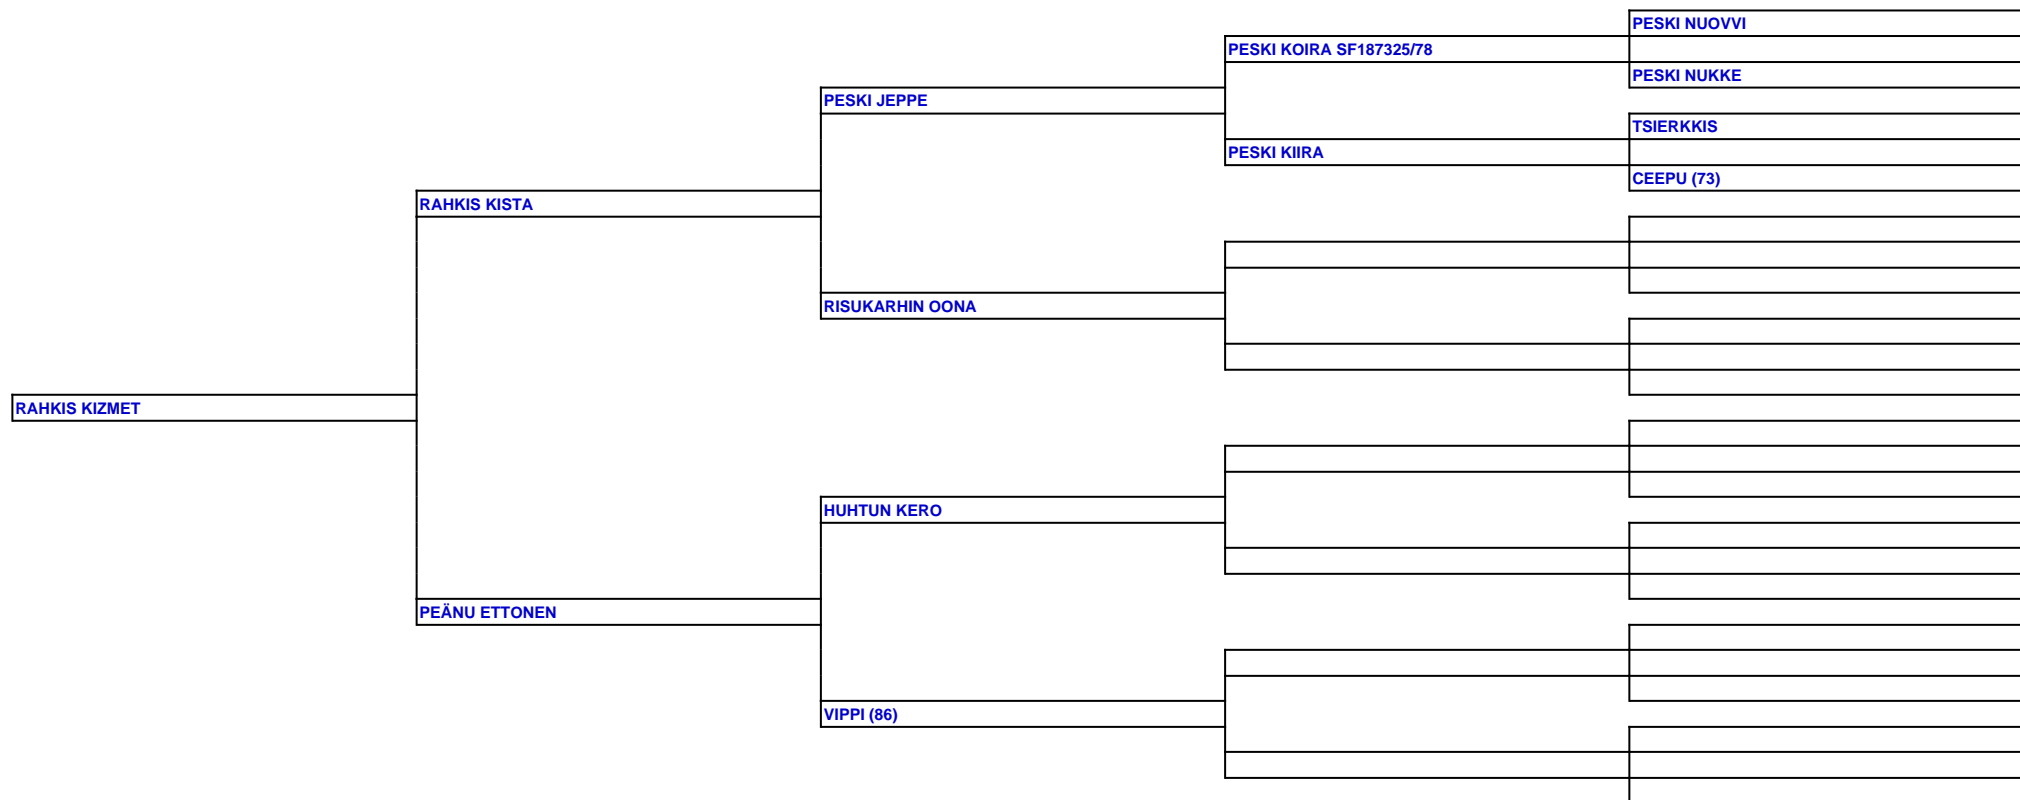 PESKI NUOVVI
PESKI KOIRA SF187325/78
PESKI NUKKE
PESKI JEPPE
TSIERKKIS
PESKI KIIRA
CEEPU (73)
RAHKIS KISTA
RISUKARHIN OONA
RAHKIS KIZMET
HUHTUN KERO
PEÄNU ETTONEN
VIPPI (86)